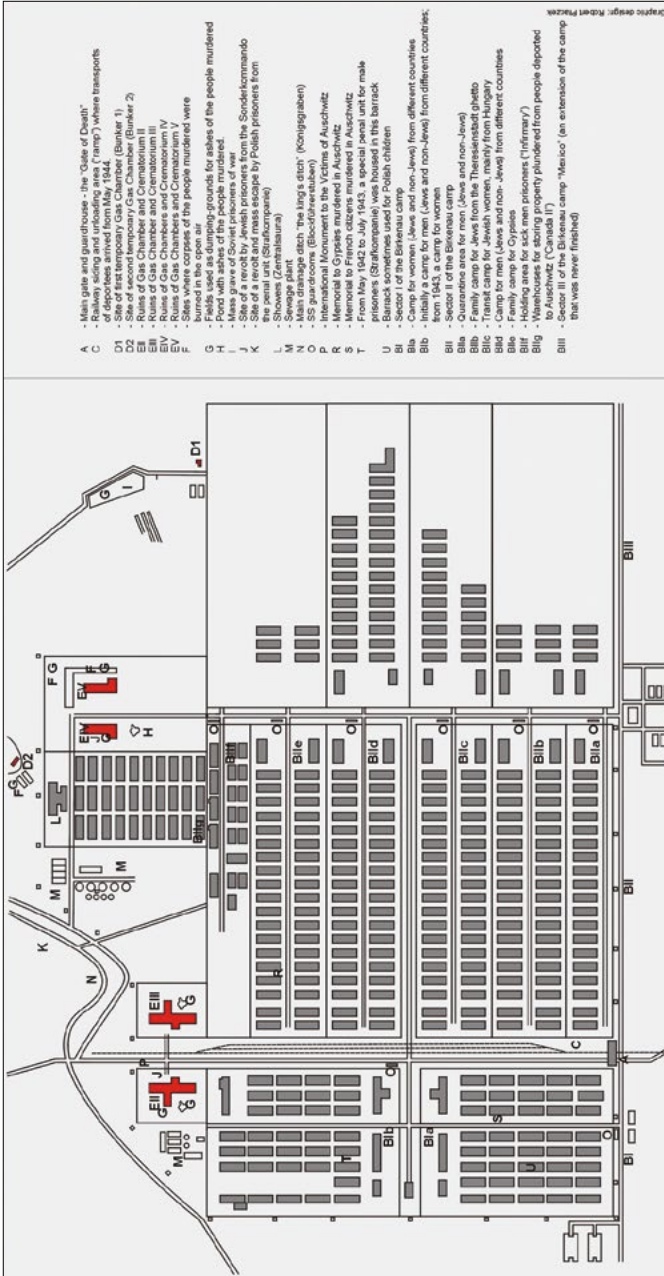 K
M
N
M
M
L
F
G
D2
F G
EII
G
G
J
P
EIII
G
EIV
J G
H
EV
F
G
G
I
D1
BIIg
BIIf
R
BIIe
BIId
BIb
T
BIa
S
U
BI
A
C
BIIc
BIIb
BIIa
BII
BIII
O
O
O
O
O
O
O
O
A - Main gate and guardhouse - the "Gate of Death"
C - Railway siding and unloading area ("ramp") where transports
of deportees arrived from May 1944.
D1 - Site of first temporary Gas Chamber (Bunker 1)
D2 - Site of second temporary Gas Chamber (Bunker 2)
EII - Ruins of Gas Chamber and Crematorium II
EIII - Ruins of Gas Chamber and Crematorium III
EIV - Ruins of Gas Chambers and Crematorium IV
EV - Ruins of Gas Chambers and Crematorium V
F - Sites where corpses of the people murdered were
burned in the open air
G - Fields used as dumping-grounds for ashes of the people murdered
H - Pond with ashes of the people murdered.
I - Mass grave of Soviet prisoners of war
J - Site of a revolt by Jewish prisoners from the Sonderkommando
K - Site of a revolt and mass escape by Polish prisoners from
the penal unit (Strafkompanie)
L - Showers (Zentralsauna)
M - Sewage plant
N - Main drainage ditch "the king's ditch" (Königsgraben)
O - SS guardrooms (Blockführerstuben)
P - International Monument to the Victims of Auschwitz
R - Memorial to Gypsies murdered in Auschwitz
S - Memorial to French citizens murdered in Auschwitz
T - From May 1942 to July 1943, a special penal unit for male
prisoners (Strafkompanie) was housed in this barrack
U - Barrack sometimes used for Polish children
BI - Sector I of the Birkenau camp
BIa - Camp for women (Jews and non-Jews) from different countries
BIb - Initially a camp for men (Jews and non-Jews) from different countries;
from 1943, a camp for women
BII - Sector II of the Birkenau camp
BIIa - Quarantine area for men (Jews and non-Jews)
BIIb - Family camp for Jews from the Theresienstadt ghetto
BIIc - Transit camp for Jewish women, mainly from Hungary
BIId - Camp for men (Jews and non- Jews) from different countries
BIIe - Family camp for Gypsies
BIIf - Holding area for sick men prisoners ("Infirmary")
BIIg - Warehouses for storing property plundered from people deported
to Auschwitz ("Canada II")
BIII - Sector III of the Birkenau camp "Mexico" (an extension of the camp
that was never finished)
Graphic design: Robert Płaczek